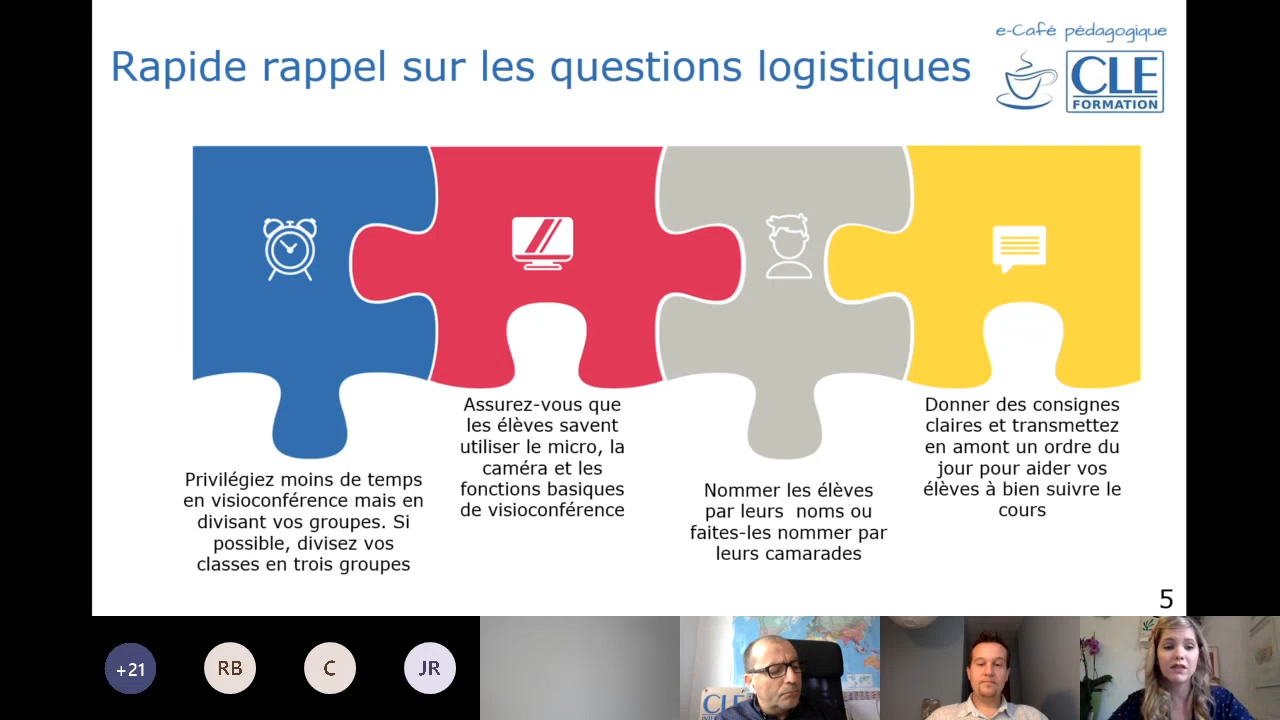 e-Café pédagogique
Rapide rappel sur les questions logistiques
CLE
FORMATION
Privilégiez moins de temps
en visioconférence mais en
divisant vos groupes. Si
possible, divisez vos
classes en trois groupes
Assurez-vous que
les élèves savent
utiliser le micro, la
caméra et les
fonctions basiques
de visioconférence
Nommer les élèves
par leurs noms ou
faites-les nommer par
leurs camarades
Donner des consignes
claires et transmettez
en amont un ordre du
jour pour aider vos
élèves à bien suivre le
cours
5
+21
RB
C
JR
CLE